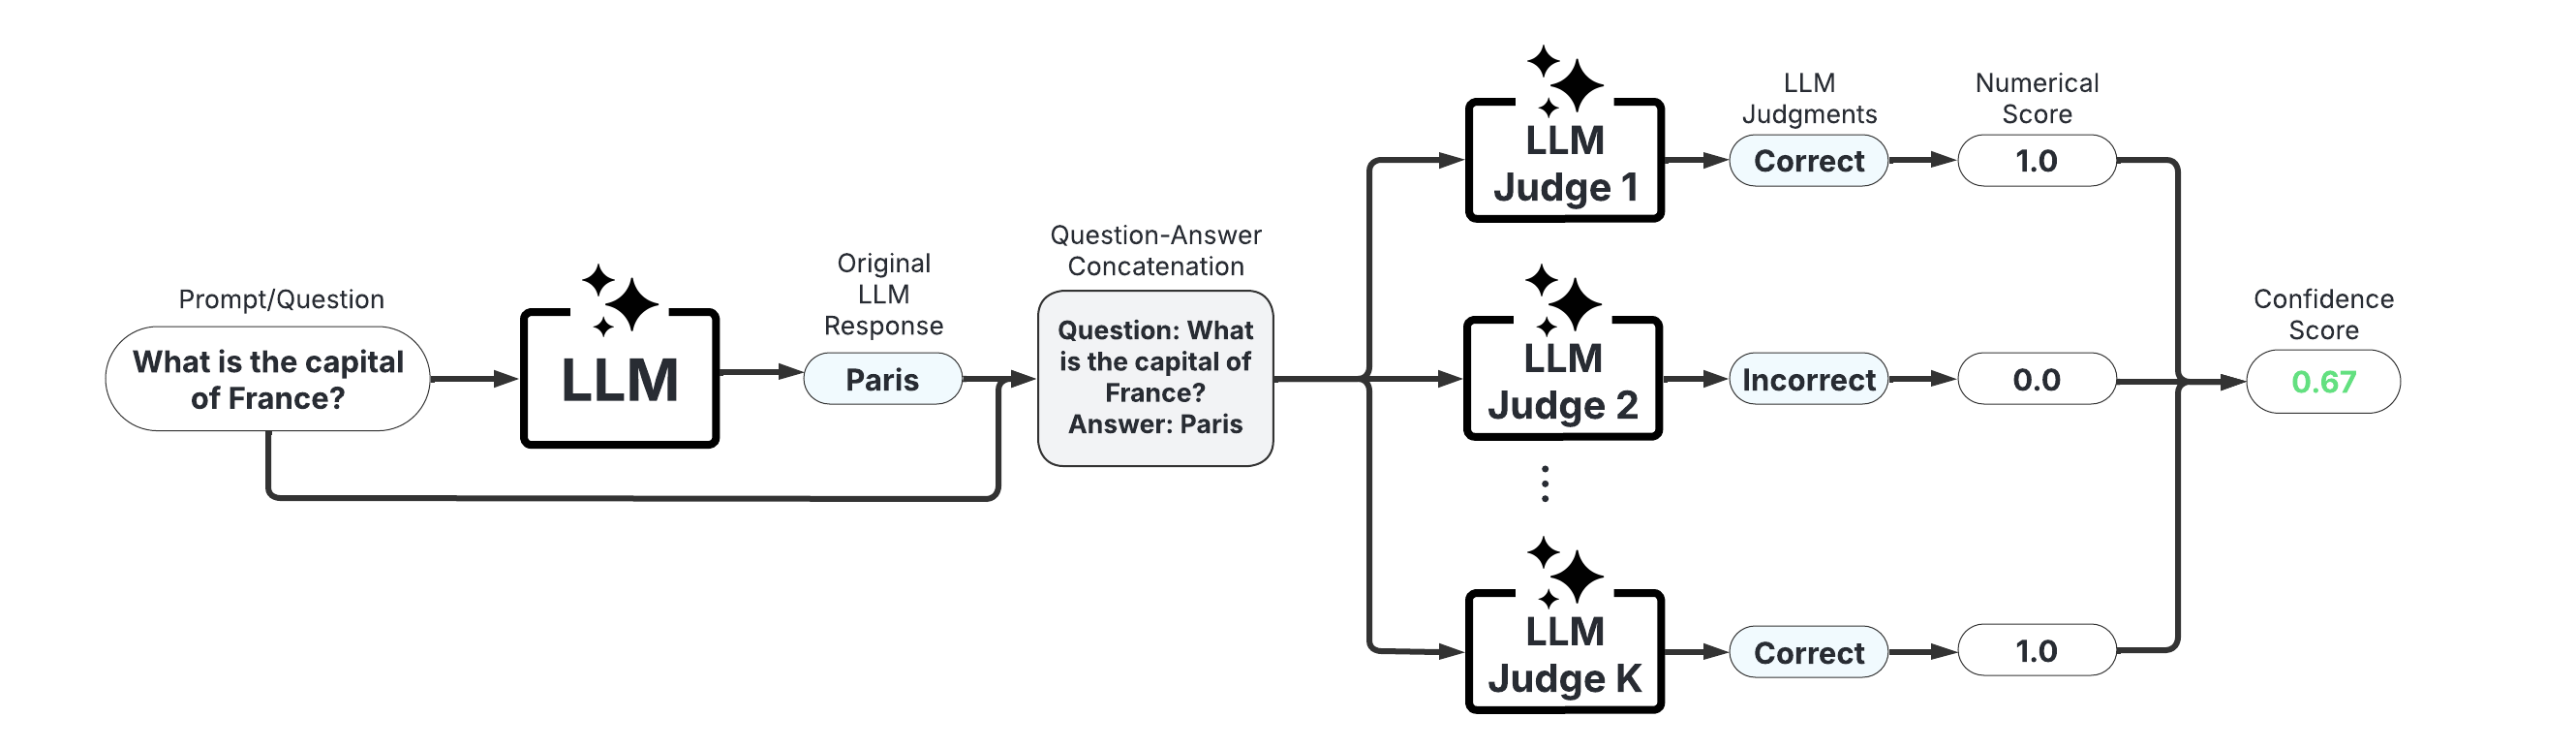 Prompt/Question
What is the capital
of France?
LLM
Original
LLM
Response
Paris
Question-Answer
Concatenation
Question: What
is the capital of
France?
Answer: Paris
LLM
Judge 1
LLM
Judgments
Correct
Numerical
Score
1.0
LLM
Judge 2
Incorrect
0.0
LLM
Judge K
Correct
1.0
Confidence
Score
0.67